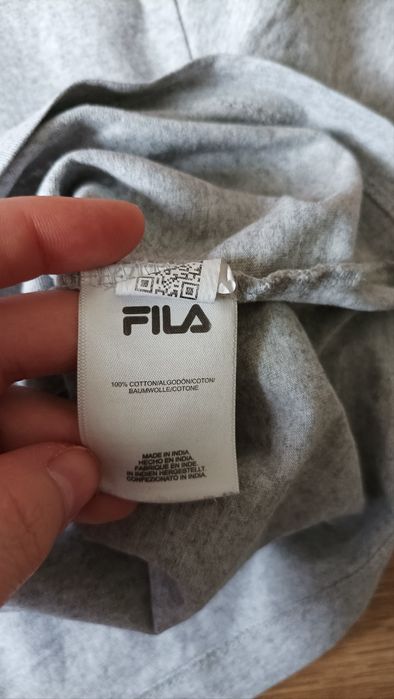 FILA
100% COTTON/ALGODÓN/COTON/
BAUMWOLLE/COTONE
MADE IN INDIA
HECHO EN INDIA.
FABRIQUE EN INDE.
IN INDIEN HERGESTELLT.
CONFEZIONATO IN INDIA.